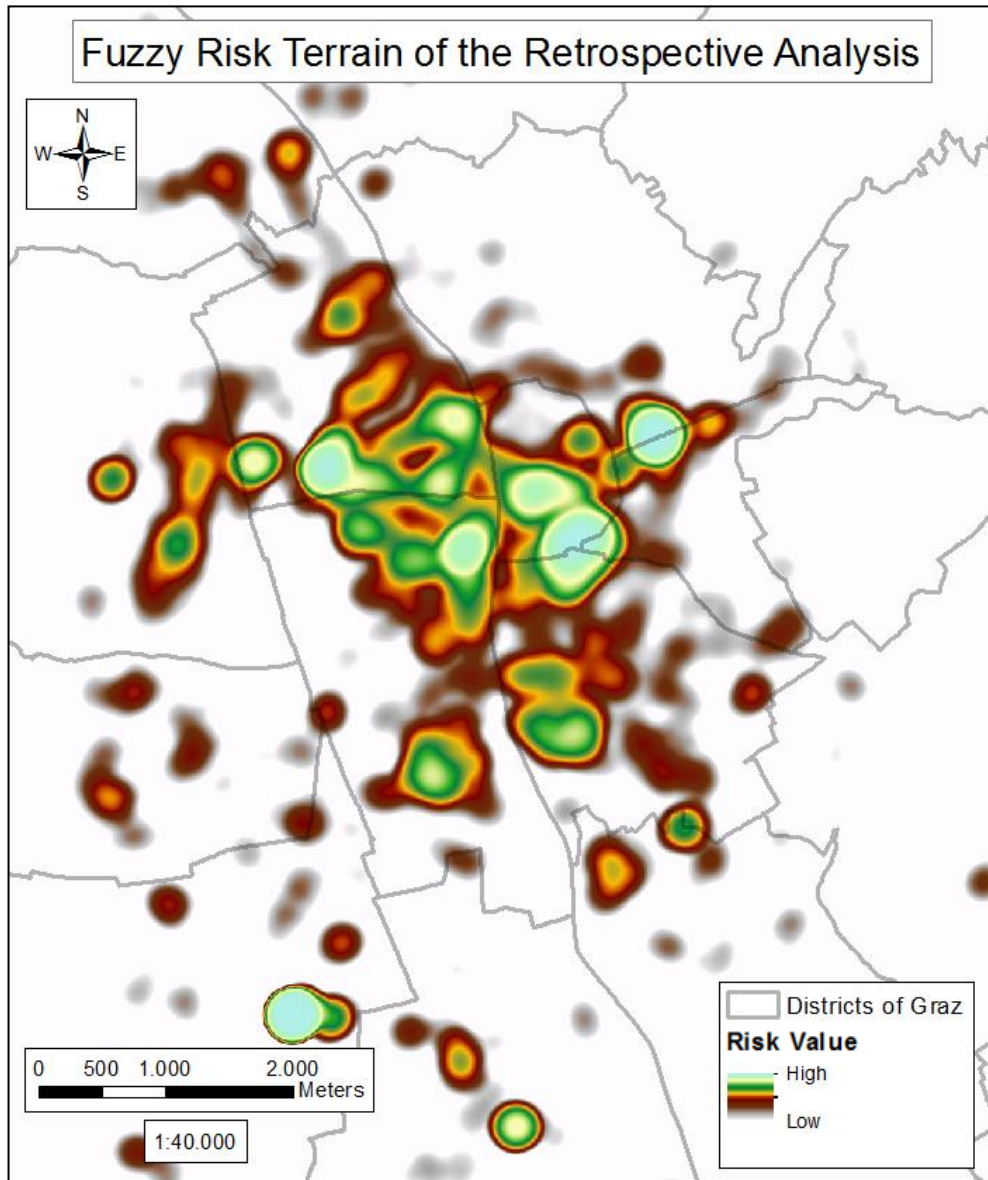 Fuzzy Risk Terrain of the Retrospective Analysis
N
W E
S
Districts of Graz
Risk Value
High
Low
0 500 1.000 2.000
Meters
1:40.000